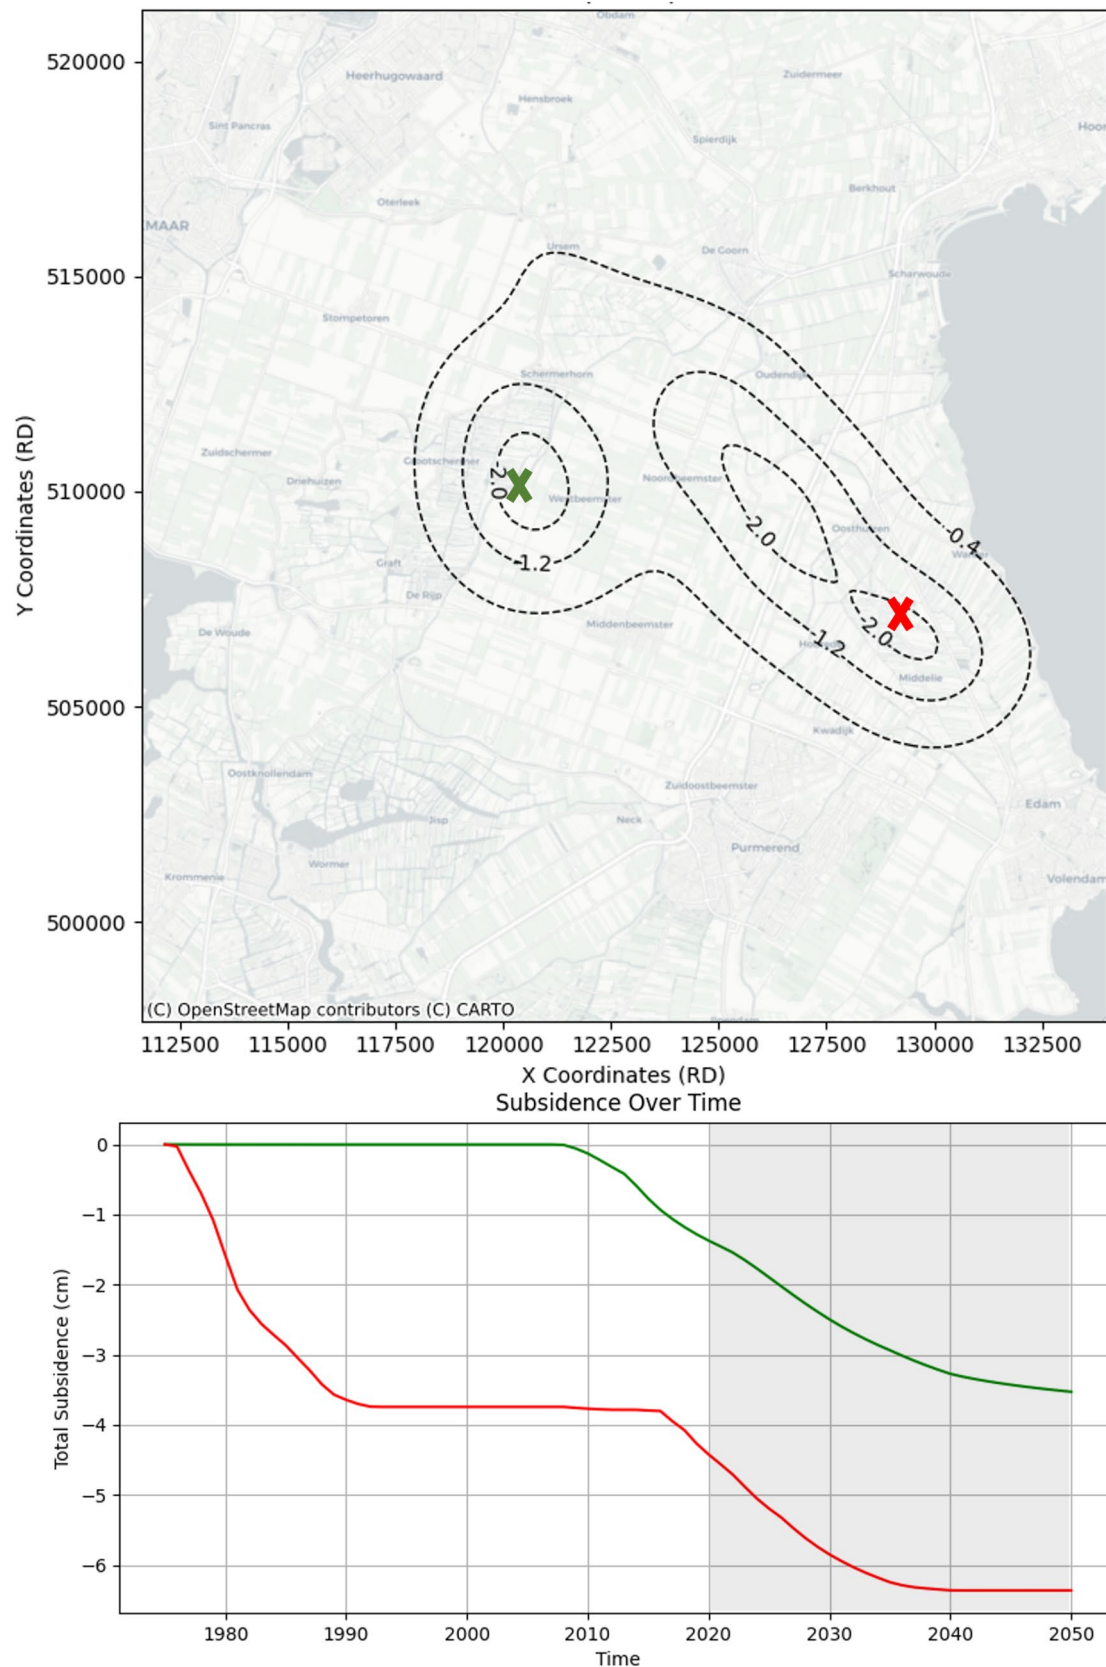 Obdam
520000
Heerhugowaard
Zuidermeer
Hensbroek
Sint Pancras
Hoor
Spierdijk
Berkhout
Oterleek
MAAR
Ursem
De Goorn
515000
Scharwoude
Stompetoren
Schermerhorn
Oudendijk
Zuidschermer
Grootschermer
Driehuizen
Noordbeemster
510000
-2.0
Westbeemster
-2.0
Oosthuizen
-0.4
Graft
-1.2
De Rijp
Middenbeemster
De Woude
-2.0
-1.2
Middelie
505000
Kwadijk
Oostknollendam
Zuidoostbeemster
Edam
Jisp
Neck
Purmerend
Wormer
Krommenie
Volendam
500000
(C) OpenStreetMap contributors (C) CARTO
112500 115000 117500 120000 122500 125000 127500 130000 132500
X Coordinates (RD)
Y Coordinates (RD)
Subsidence Over Time
0
−1
−2
−3
−4
−5
−6
Total Subsidence (cm)
1980 1990 2000 2010 2020 2030 2040 2050
Time